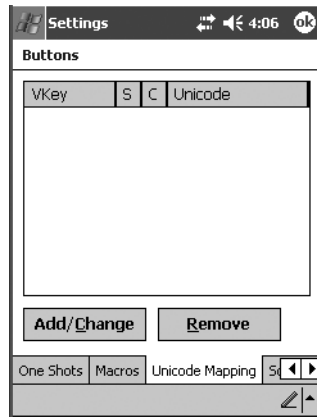 Settings 4:06 ok
Buttons
VKey S C Unicode
Add/Change Remove
One Shots Macros Unicode Mapping